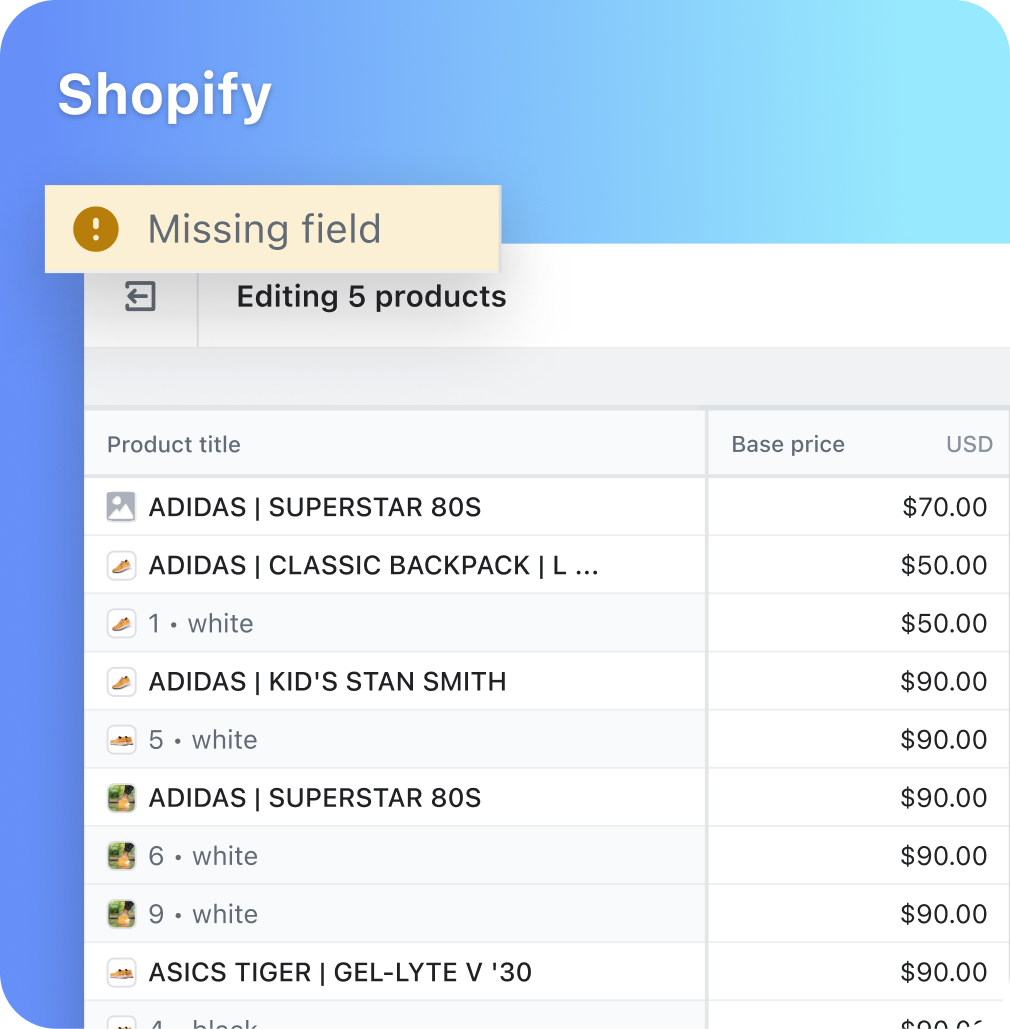 Shopify
Missing field
Editing 5 products
Product title Base price USD
ADIDAS | SUPERSTAR 80S $70.00
ADIDAS | CLASSIC BACKPACK | L ... $50.00
1 • white $50.00
ADIDAS | KID'S STAN SMITH $90.00
5 • white $90.00
ADIDAS | SUPERSTAR 80S $90.00
6 • white $90.00
9 • white $90.00
ASICS TIGER | GEL-LYTE V '30 $90.00
4 • black